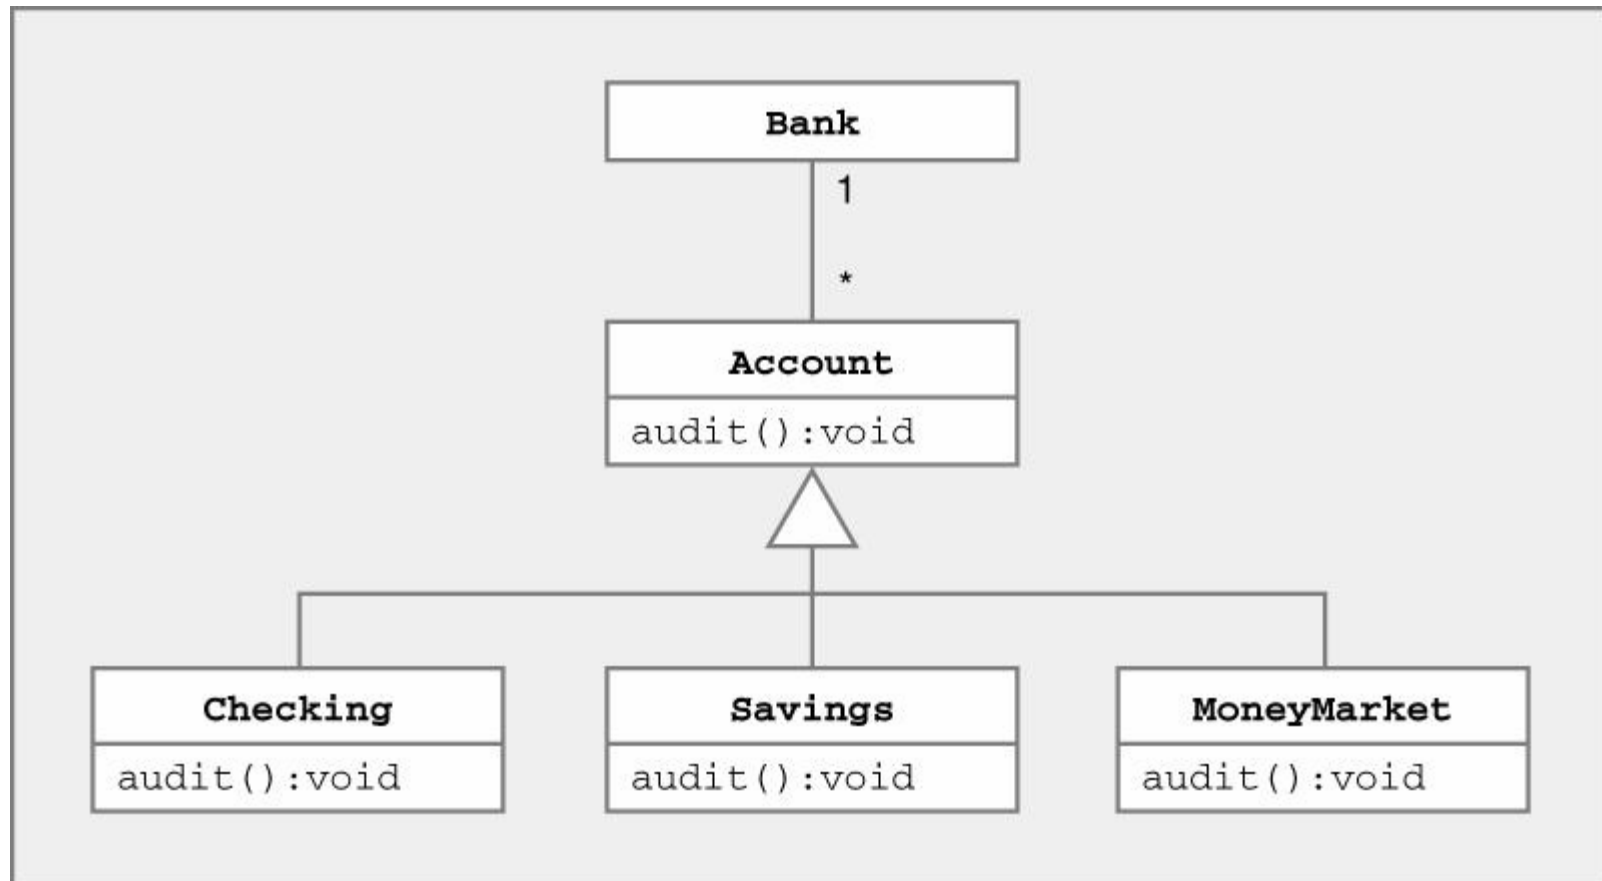 Bank
1
*
Account
audit():void
Checking
Savings
MoneyMarket
audit():void
audit():void
audit():void